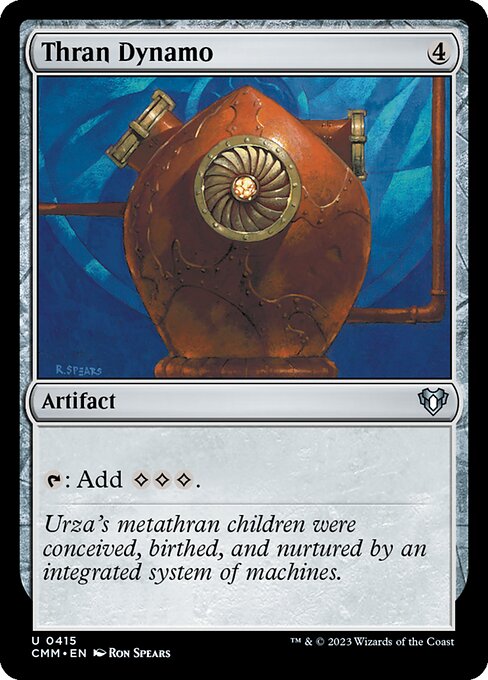 Thran Dynamo 4
R.SPEARS
Artifact
: Add .
Urza's metathran children were
conceived, birthed, and nurtured by an
integrated system of machines.
U 0415
CMM • EN Ron Spears
™ & © 2023 Wizards of the Coast